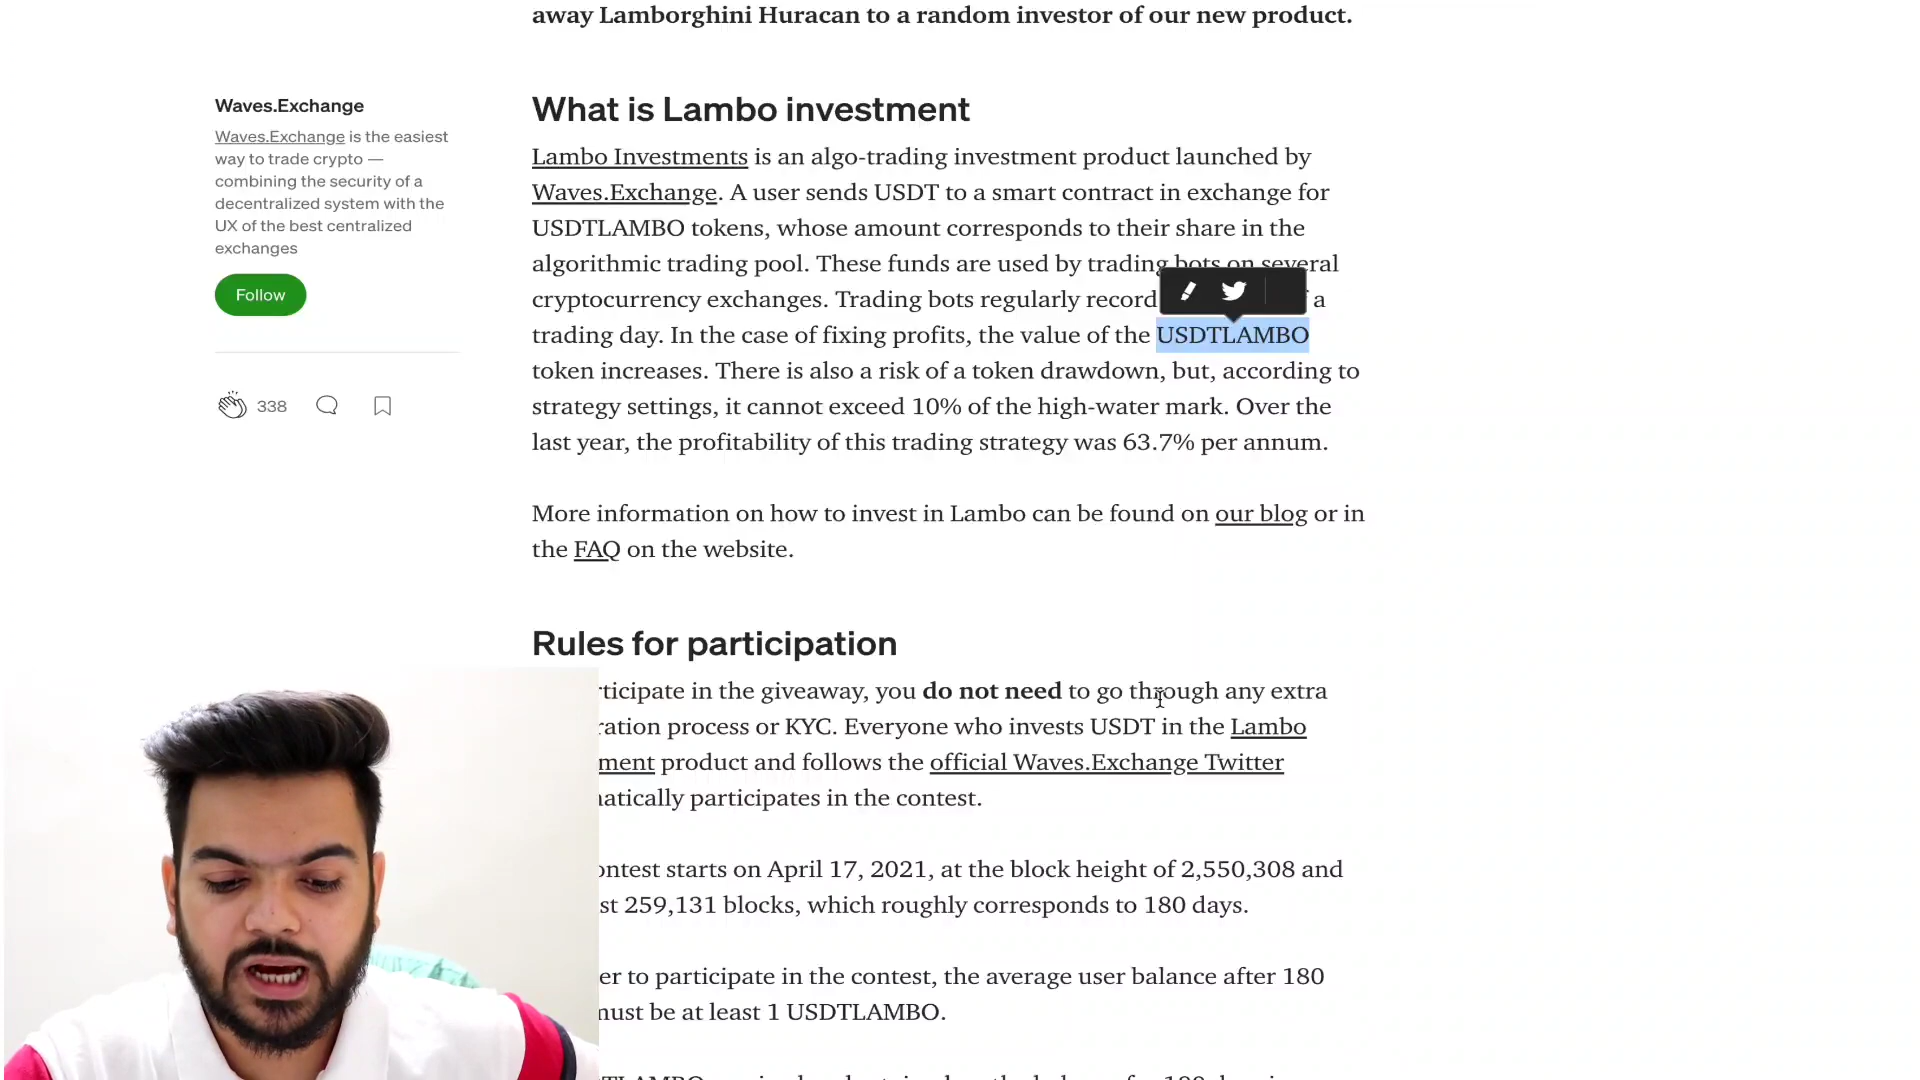 away Lamborghini Huracan to a random investor of our new product.
Waves.Exchange
Waves.Exchange is the easiest
way to trade crypto —
combining the security of a
decentralized system with the
UX of the best centralized
exchanges
Follow
338
What is Lambo investment
Lambo Investments is an algo-trading investment product launched by
Waves.Exchange. A user sends USDT to a smart contract in exchange for
USDTLAMBO tokens, whose amount corresponds to their share in the
algorithmic trading pool. These funds are used by trading bots on several
cryptocurrency exchanges. Trading bots regularly record a
trading day. In the case of fixing profits, the value of the USDTLAMBO
token increases. There is also a risk of a token drawdown, but, according to
strategy settings, it cannot exceed 10% of the high-water mark. Over the
last year, the profitability of this trading strategy was 63.7% per annum.
More information on how to invest in Lambo can be found on our blog or in
the FAQ on the website.
Rules for participation
rticipate in the giveaway, you do not need to go through any extra
ration process or KYC. Everyone who invests USDT in the Lambo
ment product and follows the official Waves.Exchange Twitter
atically participates in the contest.
ontest starts on April 17, 2021, at the block height of 2,550,308 and
st 259,131 blocks, which roughly corresponds to 180 days.
er to participate in the contest, the average user balance after 180
must be at least 1 USDTLAMBO.